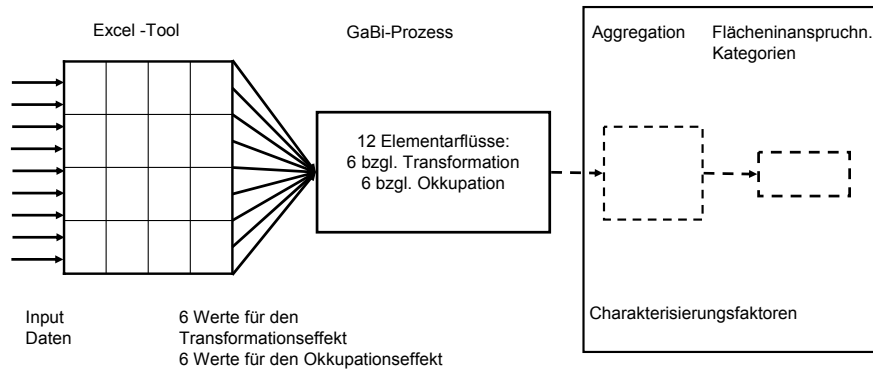 Excel -Tool
GaBi-Prozess
Aggregation
Flächeninanspruchn.
Kategorien
12 Elementarflüsse:
6 bzgl. Transformation
6 bzgl. Okkupation
Input
Daten
6 Werte für den
Transformationseffekt
6 Werte für den Okkupationseffekt
Charakterisierungsfaktoren